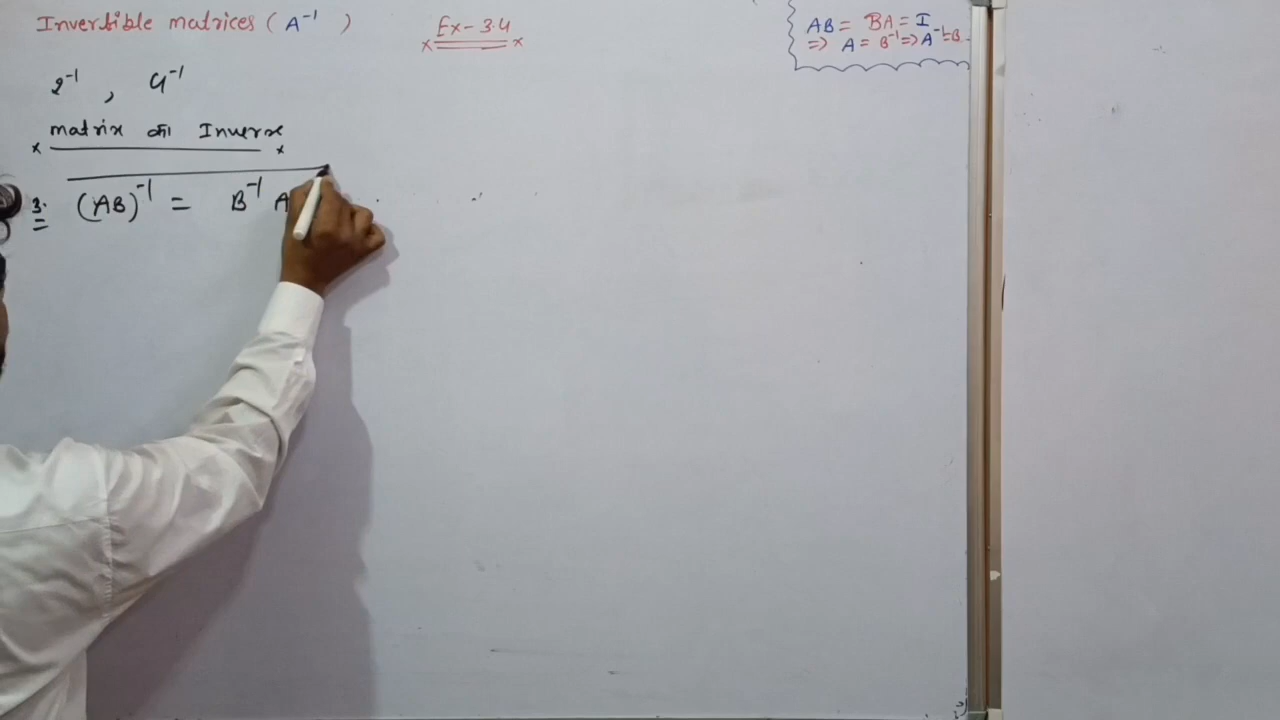 Invertible matrices (A⁻¹)
Ex-3.4
AB = BA = I
=> A = B⁻¹ => A⁻¹ = B
2⁻¹ , 4⁻¹
matrix का Inverse
3. (AB)⁻¹ = B⁻¹ A